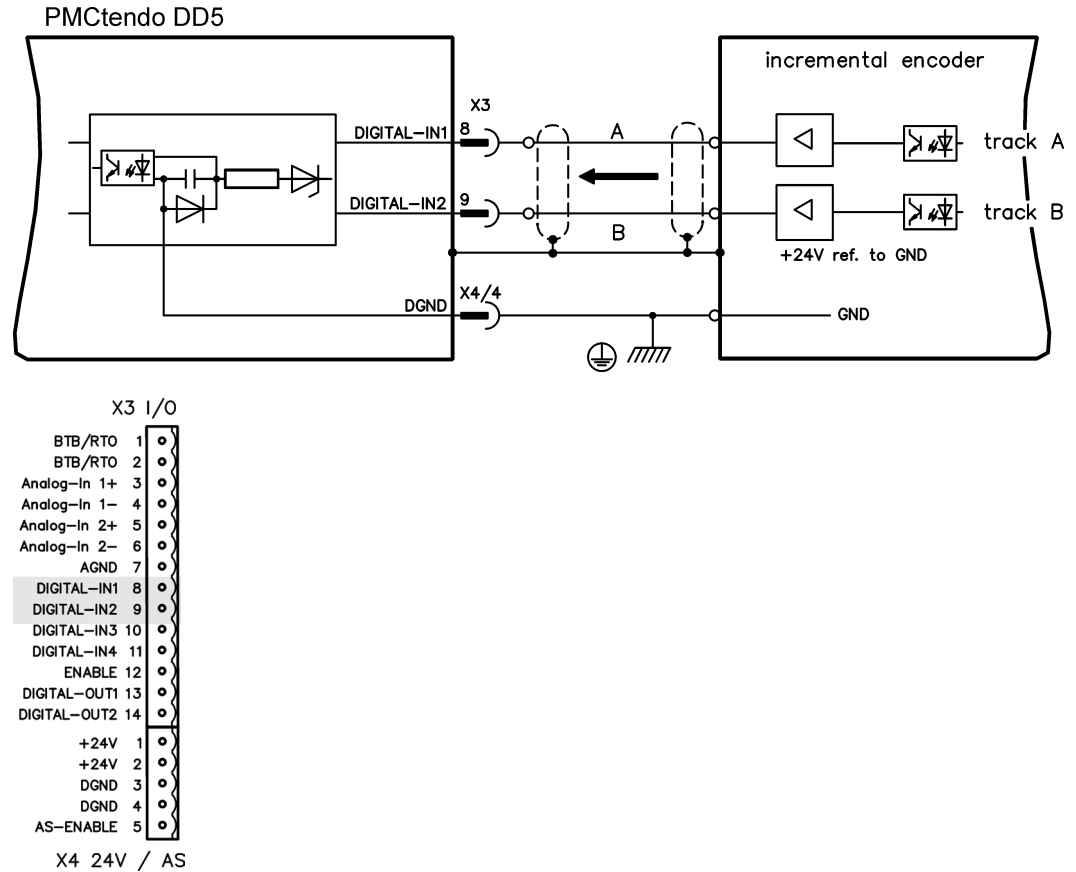 PMCtendo DD5
incremental encoder
X3
DIGITAL-IN1 8 A track A
DIGITAL-IN2 9 B track B
+24V ref. to GND
DGND X4/4 GND
X3 I/O
BTB/RTO 1
BTB/RTO 2
Analog-In 1+ 3
Analog-In 1- 4
Analog-In 2+ 5
Analog-In 2- 6
AGND 7
DIGITAL-IN1 8
DIGITAL-IN2 9
DIGITAL-IN3 10
DIGITAL-IN4 11
ENABLE 12
DIGITAL-OUT1 13
DIGITAL-OUT2 14
+24V 1
+24V 2
DGND 3
DGND 4
AS-ENABLE 5
X4 24V / AS